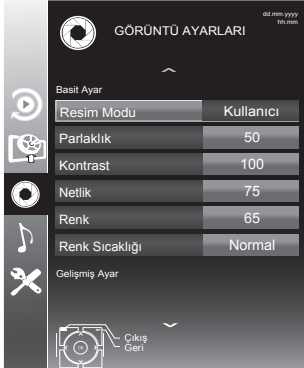 GÖRÜNTÜ AYARLARI
dd.mm.yyyy
hh:mm
Basit Ayar
Resim Modu Kullanıcı
Parlaklık 50
Kontrast 100
Netlik 75
Renk 65
Renk Sıcaklığı Normal
Gelişmiş Ayar
Çıkış
Geri
OK